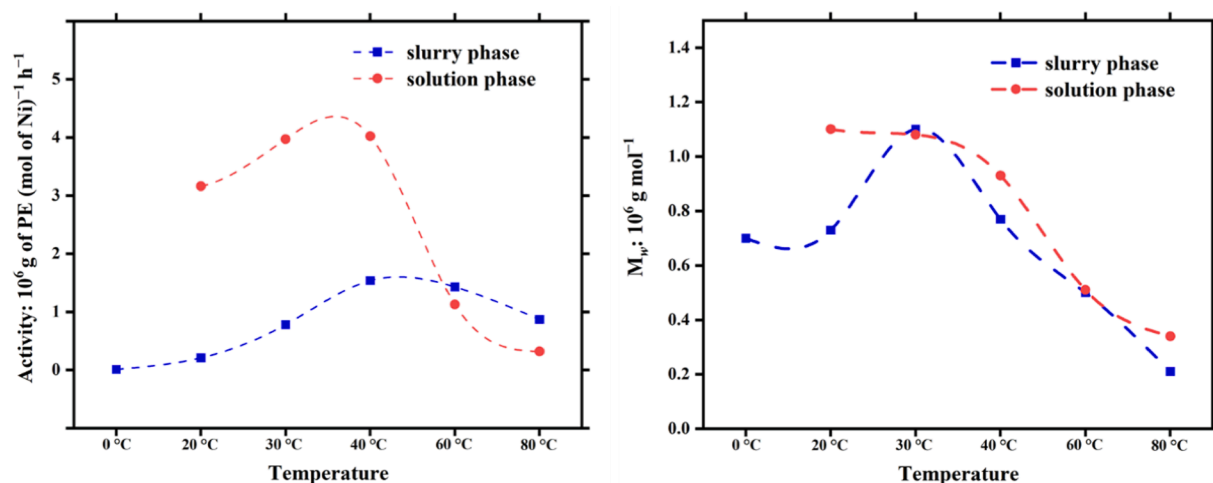 Activity: 10⁶ g of PE (mol of Ni)⁻¹ h⁻¹
5
4
3
2
1
0
slurry phase
solution phase
0 °C
20 °C
30 °C
40 °C
60 °C
80 °C
Temperature
M_w: 10⁶ g mol⁻¹
1.4
1.2
1.0
0.8
0.6
0.4
0.2
0.0
slurry phase
solution phase
0 °C
20 °C
30 °C
40 °C
60 °C
80 °C
Temperature